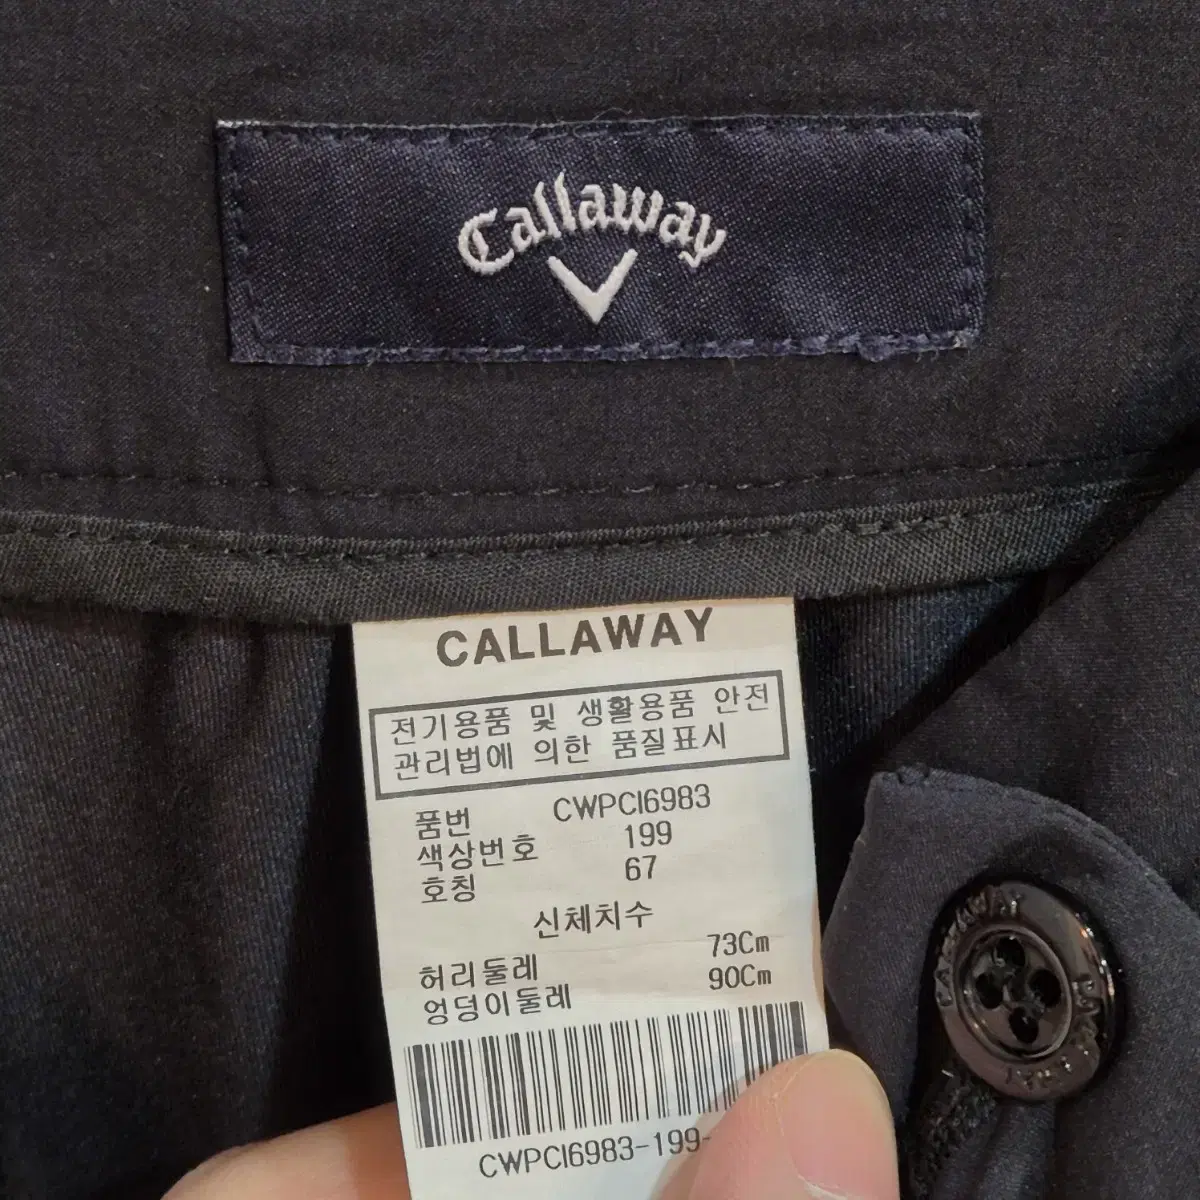 Callaway
CALLAWAY
전기용품 및 생활용품 안전
관리법에 의한 품질표시
품번 CWPCI6983
색상번호 199
호칭 67
신체치수
허리둘레 73Cm
엉덩이둘레 90Cm
CWPCI6983-199-
CALLAWAY